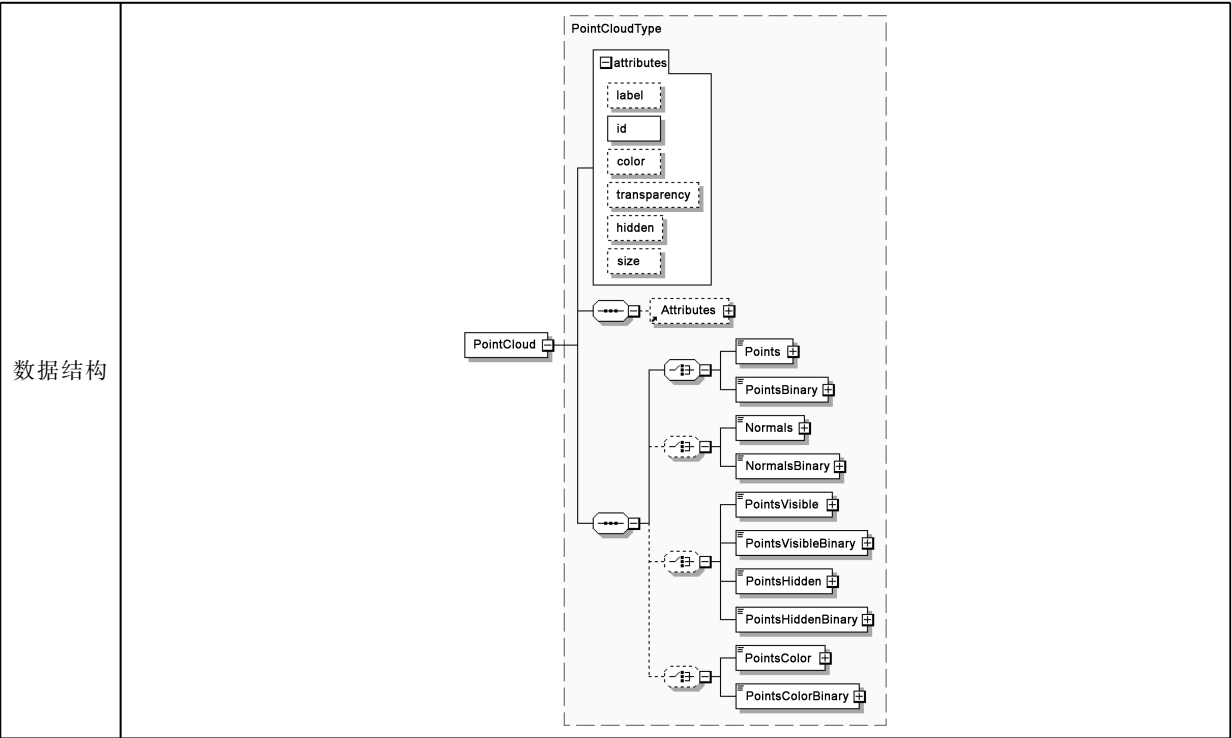 数据结构
PointCloudType
attributes
label
id
color
transparency
hidden
size
Attributes
PointCloud
Points
PointsBinary
Normals
NormalsBinary
PointsVisible
PointsVisibleBinary
PointsHidden
PointsHiddenBinary
PointsColor
PointsColorBinary